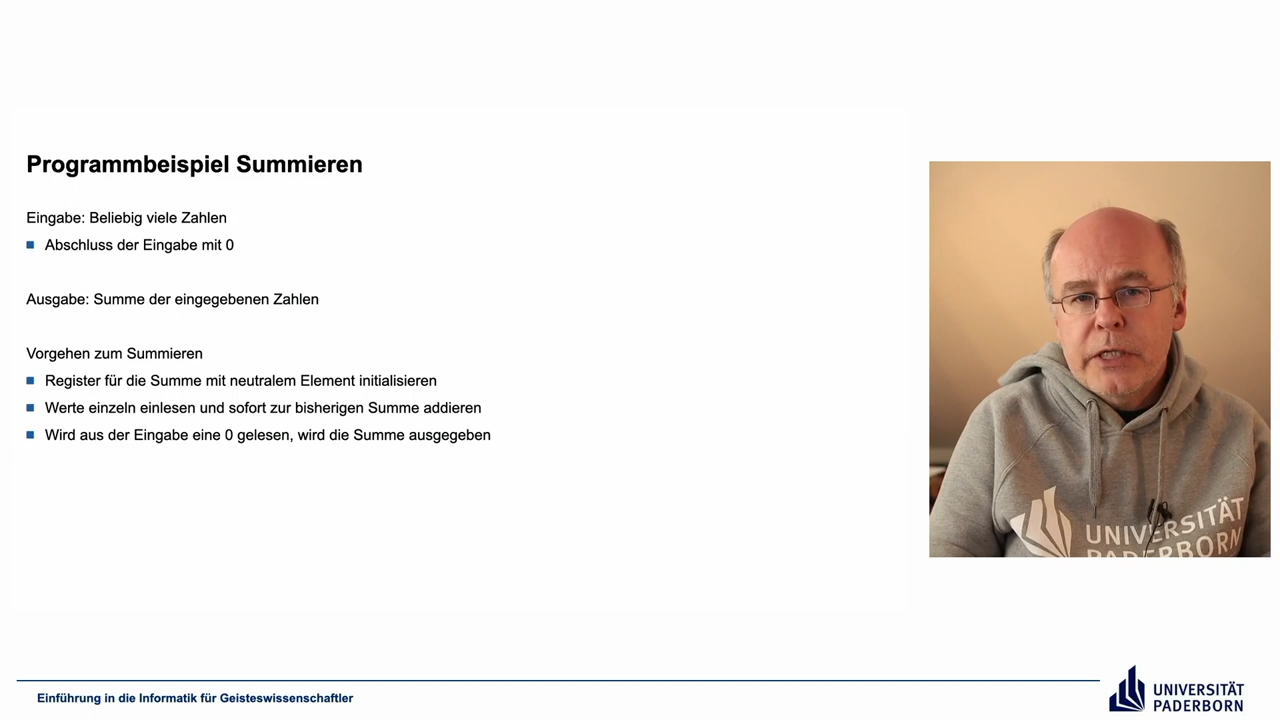 Programmbeispiel Summieren
Eingabe: Beliebig viele Zahlen
Abschluss der Eingabe mit 0
Ausgabe: Summe der eingegebenen Zahlen
Vorgehen zum Summieren
Register für die Summe mit neutralem Element initialisieren
Werte einzeln einlesen und sofort zur bisherigen Summe addieren
Wird aus der Eingabe eine 0 gelesen, wird die Summe ausgegeben
UNIVERSITÄT
PADERBORN
Einführung in die Informatik für Geisteswissenschaftler
UNIVERSITÄT
PADERBORN